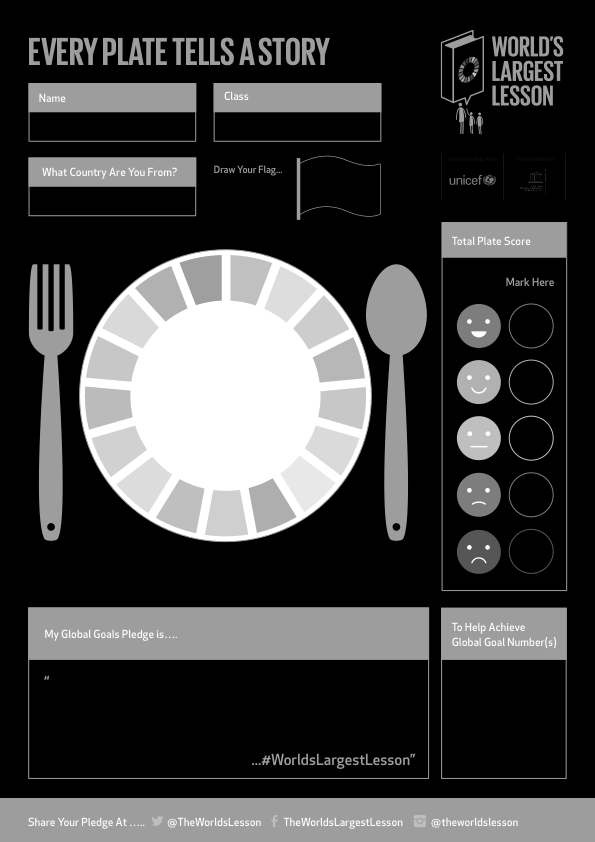 EVERY PLATE TELLS A STORY
WORLD'S
LARGEST
LESSON
Name
Class
What Country Are You From?
Draw Your Flag...
unicef
Total Plate Score
Mark Here
My Global Goals Pledge is….
“
...#WorldsLargestLesson”
To Help Achieve
Global Goal Number(s)
Share Your Pledge At ….. @TheWorldsLesson TheWorldsLargestLesson @theworldslesson